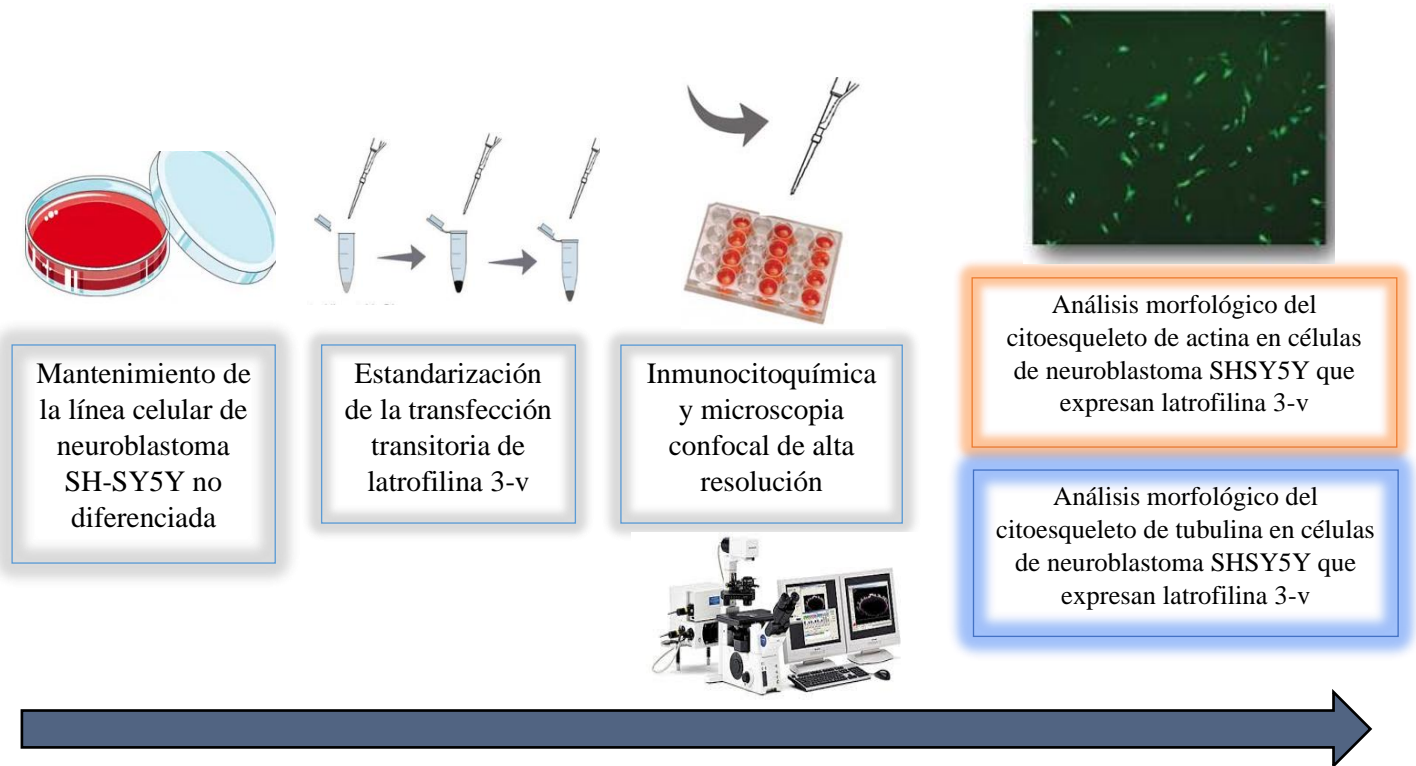 Mantenimiento de
la línea celular de
neuroblastoma
SH-SY5Y no
diferenciada
Estandarización
de la transfección
transitoria de
latrofilina 3-v
Inmunocitoquímica
y microscopia
confocal de alta
resolución
Análisis morfológico del
citoesqueleto de actina en células
de neuroblastoma SHSY5Y que
expresan latrofilina 3-v
Análisis morfológico del
citoesqueleto de tubulina en células
de neuroblastoma SHSY5Y que
expresan latrofilina 3-v